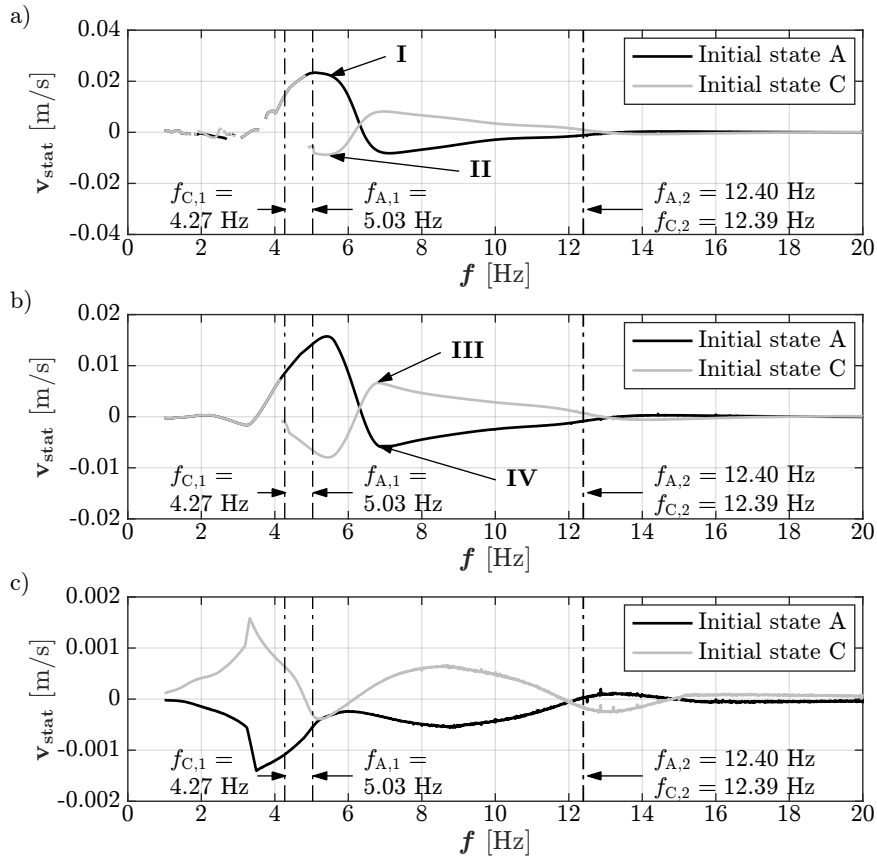 a)
0.04
0.02
0
-0.02
-0.04
v_stat [m/s]
Initial state A
Initial state C
I
II
f_C,1 =
4.27 Hz
f_A,1 =
5.03 Hz
f_A,2 = 12.40 Hz
f_C,2 = 12.39 Hz
0 2 4 6 8 10 12 14 16 18 20
f [Hz]
b)
0.02
0.01
0
-0.01
-0.02
v_stat [m/s]
Initial state A
Initial state C
III
IV
f_C,1 =
4.27 Hz
f_A,1 =
5.03 Hz
f_A,2 = 12.40 Hz
f_C,2 = 12.39 Hz
0 2 4 6 8 10 12 14 16 18 20
f [Hz]
c)
0.002
0.001
0
-0.001
-0.002
v_stat [m/s]
Initial state A
Initial state C
f_C,1 =
4.27 Hz
f_A,1 =
5.03 Hz
f_A,2 = 12.40 Hz
f_C,2 = 12.39 Hz
0 2 4 6 8 10 12 14 16 18 20
f [Hz]